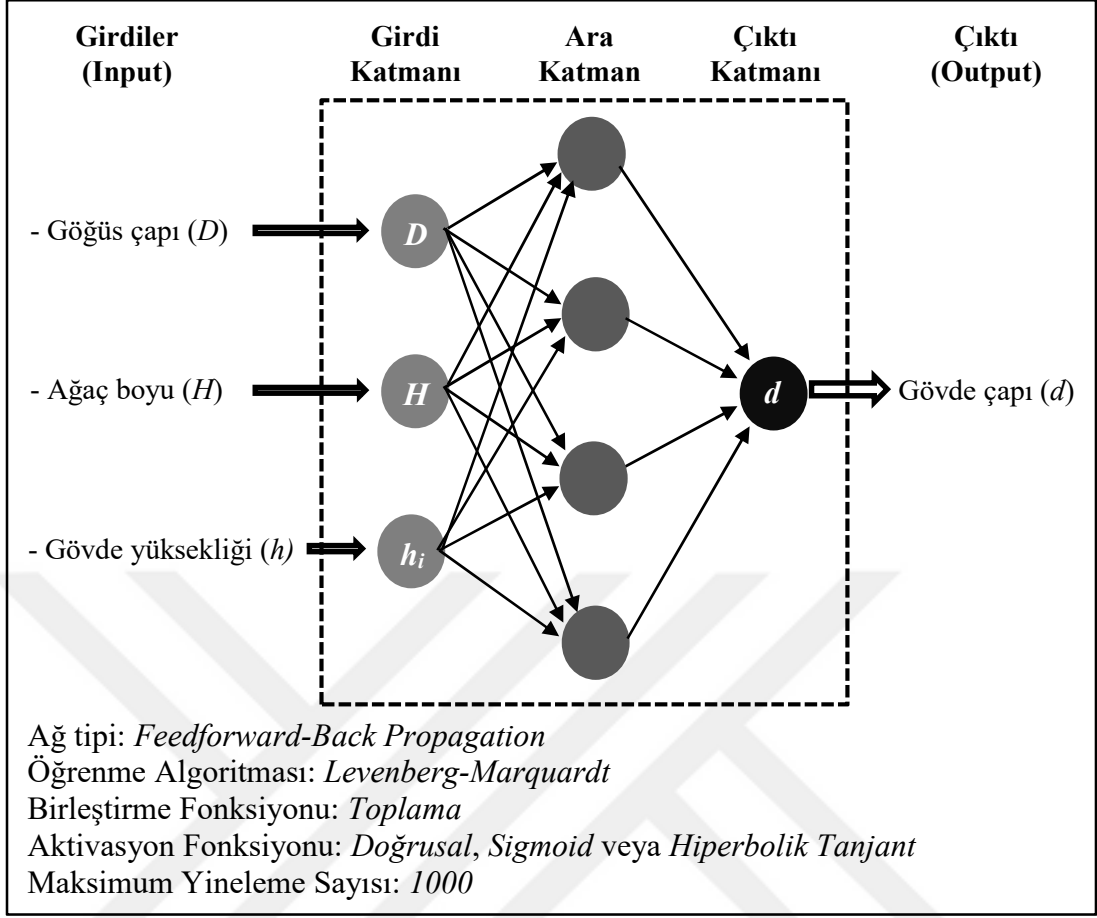 Girdiler
(Input)
Girdi
Katmanı
Ara
Katman
Çıktı
Katmanı
Çıktı
(Output)
- Göğüs çapı (D)
D
- Ağaç boyu (H)
H
d
Gövde çapı (d)
- Gövde yüksekliği (h)
hi
Ağ tipi: Feedforward-Back Propagation
Öğrenme Algoritması: Levenberg-Marquardt
Birleştirme Fonksiyonu: Toplama
Aktivasyon Fonksiyonu: Doğrusal, Sigmoid veya Hiperbolik Tanjant
Maksimum Yineleme Sayısı: 1000